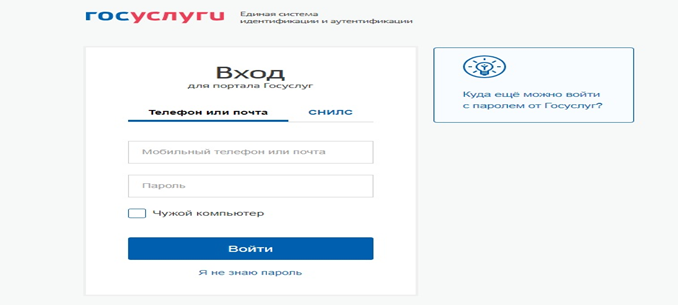 госуслуги
Единая система
идентификации и аутентификации
Вход
для портала Госуслуг
Телефон или почта
СНИЛС
Мобильный телефон или почта
Пароль
Чужой компьютер
Войти
Я не знаю пароль
Куда ещё можно войти
с паролем от Госуслуг?